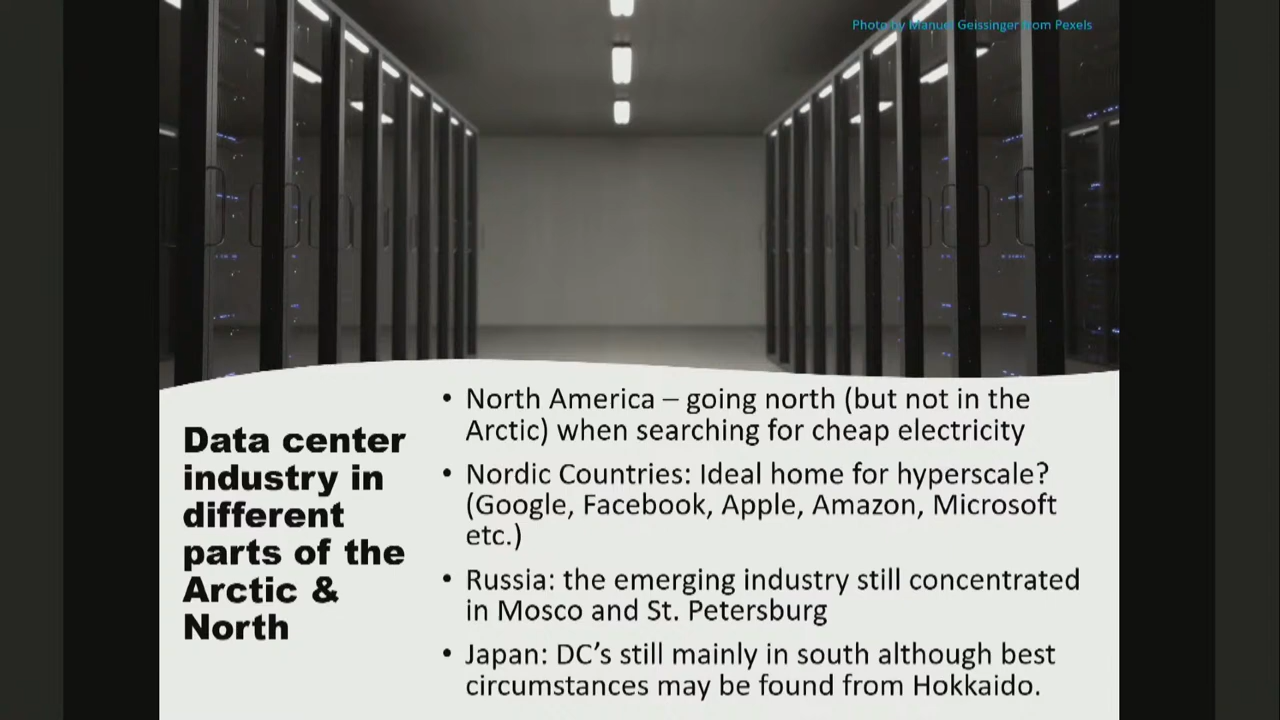 Photo by Manuel Geissinger from Pexels
Data center
industry in
different
parts of the
Arctic &
North
• North America – going north (but not in the
Arctic) when searching for cheap electricity
• Nordic Countries: Ideal home for hyperscale?
(Google, Facebook, Apple, Amazon, Microsoft
etc.)
• Russia: the emerging industry still concentrated
in Mosco and St. Petersburg
• Japan: DC’s still mainly in south although best
circumstances may be found from Hokkaido.